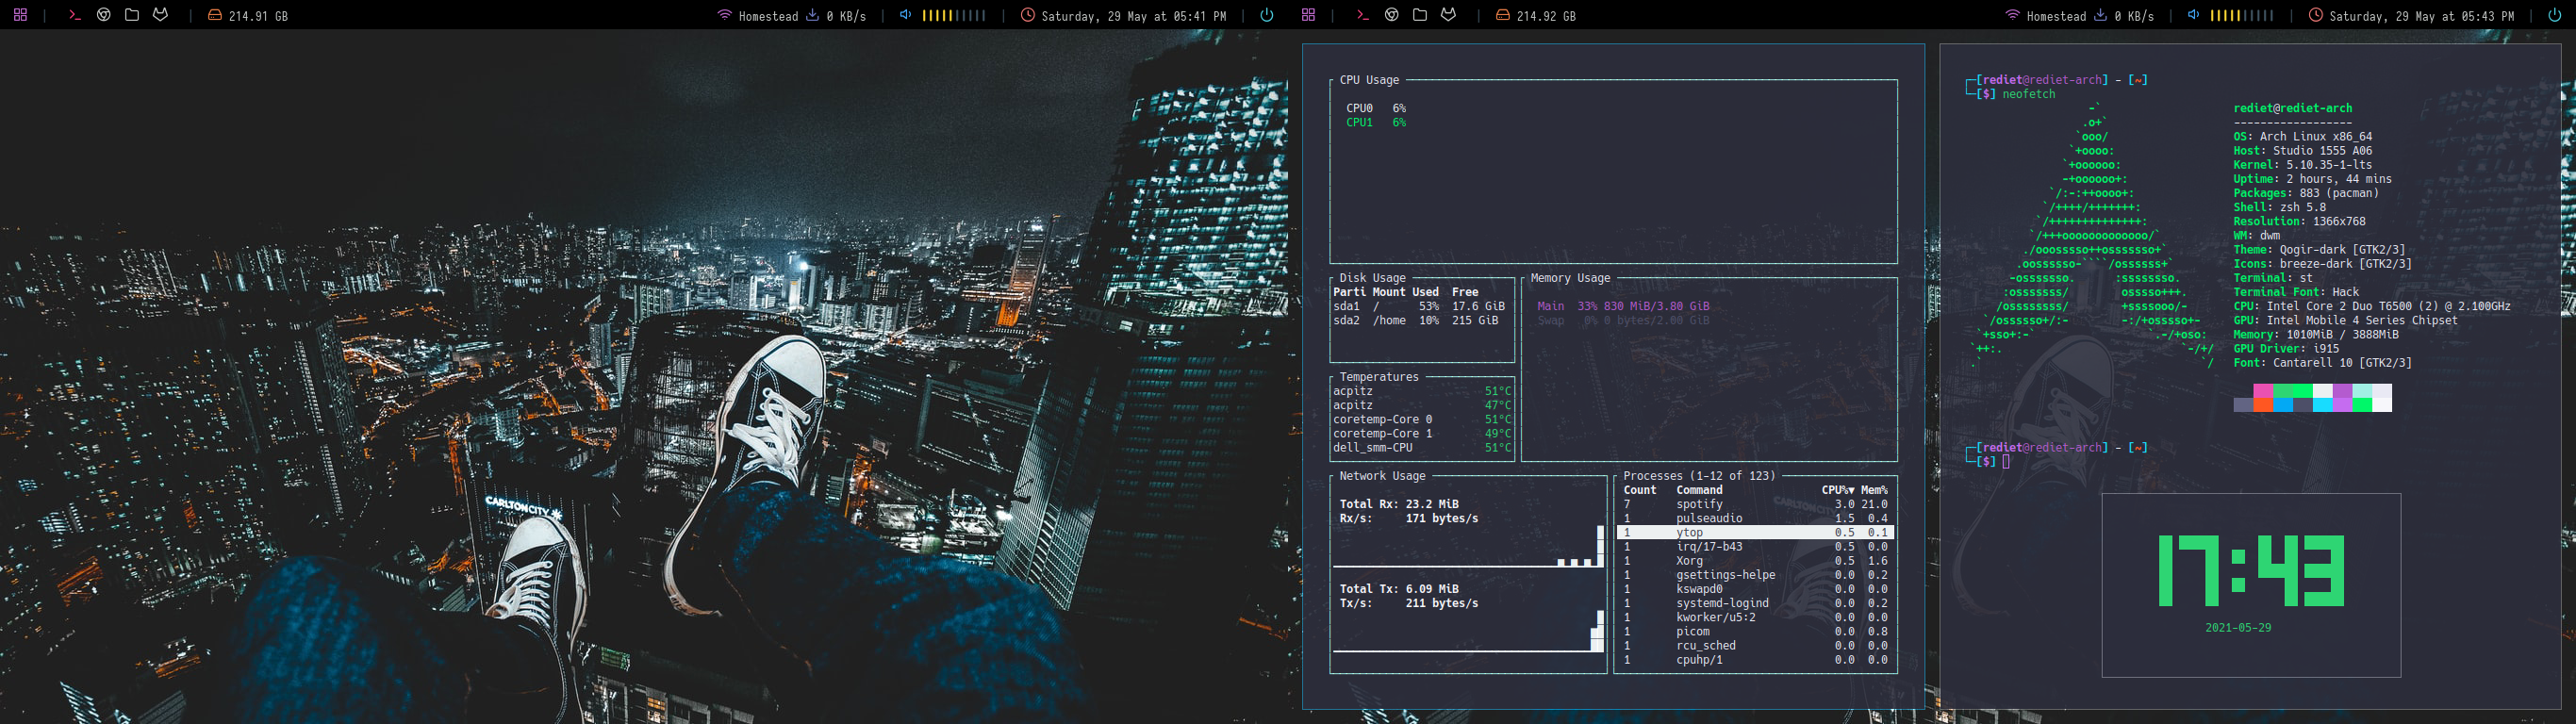 214.91 GB
Homestead 0 KB/s
Saturday, 29 May at 05:41 PM
214.92 GB
Homestead 0 KB/s
Saturday, 29 May at 05:43 PM
CARLTON CITY
CPU Usage
CPU0 6%
CPU1 6%
Disk Usage
Parti Mount Used Free
sda1 / 53% 17.6 GiB
sda2 /home 10% 215 GiB
Memory Usage
Main 33% 830 MiB/3.80 GiB
Swap 0% 0 bytes/2.00 GiB
Temperatures
acpitz 51°C
acpitz 47°C
coretemp-Core 0 51°C
coretemp-Core 1 49°C
dell_smm-CPU 51°C
Network Usage
Total Rx: 23.2 MiB
Rx/s: 171 bytes/s
Total Tx: 6.09 MiB
Tx/s: 211 bytes/s
Processes (1-12 of 123)
Count Command CPU%▼ Mem%
7 spotify 3.0 21.0
1 pulseaudio 1.5 0.4
1 ytop 0.5 0.1
1 irq/17-b43 0.5 0.0
1 Xorg 0.5 1.6
1 gsettings-helpe 0.0 0.2
1 kswapd0 0.0 0.0
1 systemd-logind 0.0 0.2
1 kworker/u5:2 0.0 0.0
1 picom 0.0 0.8
1 rcu_sched 0.0 0.0
1 cpuhp/1 0.0 0.0
[rediet@rediet-arch] - [~]
[$] neofetch
rediet@rediet-arch
------------------
OS: Arch Linux x86_64
Host: Studio 1555 A06
Kernel: 5.10.35-1-lts
Uptime: 2 hours, 44 mins
Packages: 883 (pacman)
Shell: zsh 5.8
Resolution: 1366x768
WM: dwm
Theme: Qogir-dark [GTK2/3]
Icons: breeze-dark [GTK2/3]
Terminal: st
Terminal Font: Hack
CPU: Intel Core 2 Duo T6500 (2) @ 2.100GHz
GPU: Intel Mobile 4 Series Chipset
Memory: 1010MiB / 3888MiB
GPU Driver: i915
Font: Cantarell 10 [GTK2/3]
[rediet@rediet-arch] - [~]
[$]
17:43
2021-05-29